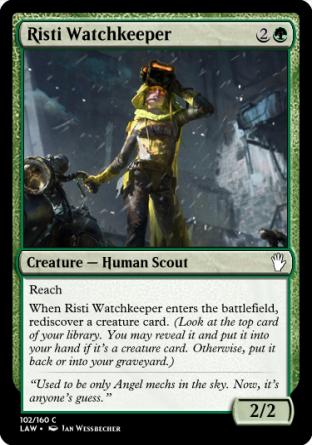 Risti Watchkeeper 2
Creature — Human Scout
Reach
When Risti Watchkeeper enters the battlefield,
rediscover a creature card. (Look at the top card
of your library. You may reveal it and put it into
your hand if it's a creature card. Otherwise, put it
back or into your graveyard.)
"Used to be only Angel mechs in the sky. Now, it's
anyone's guess."
2/2
102/160 C
LAW • Ian Wessbecher